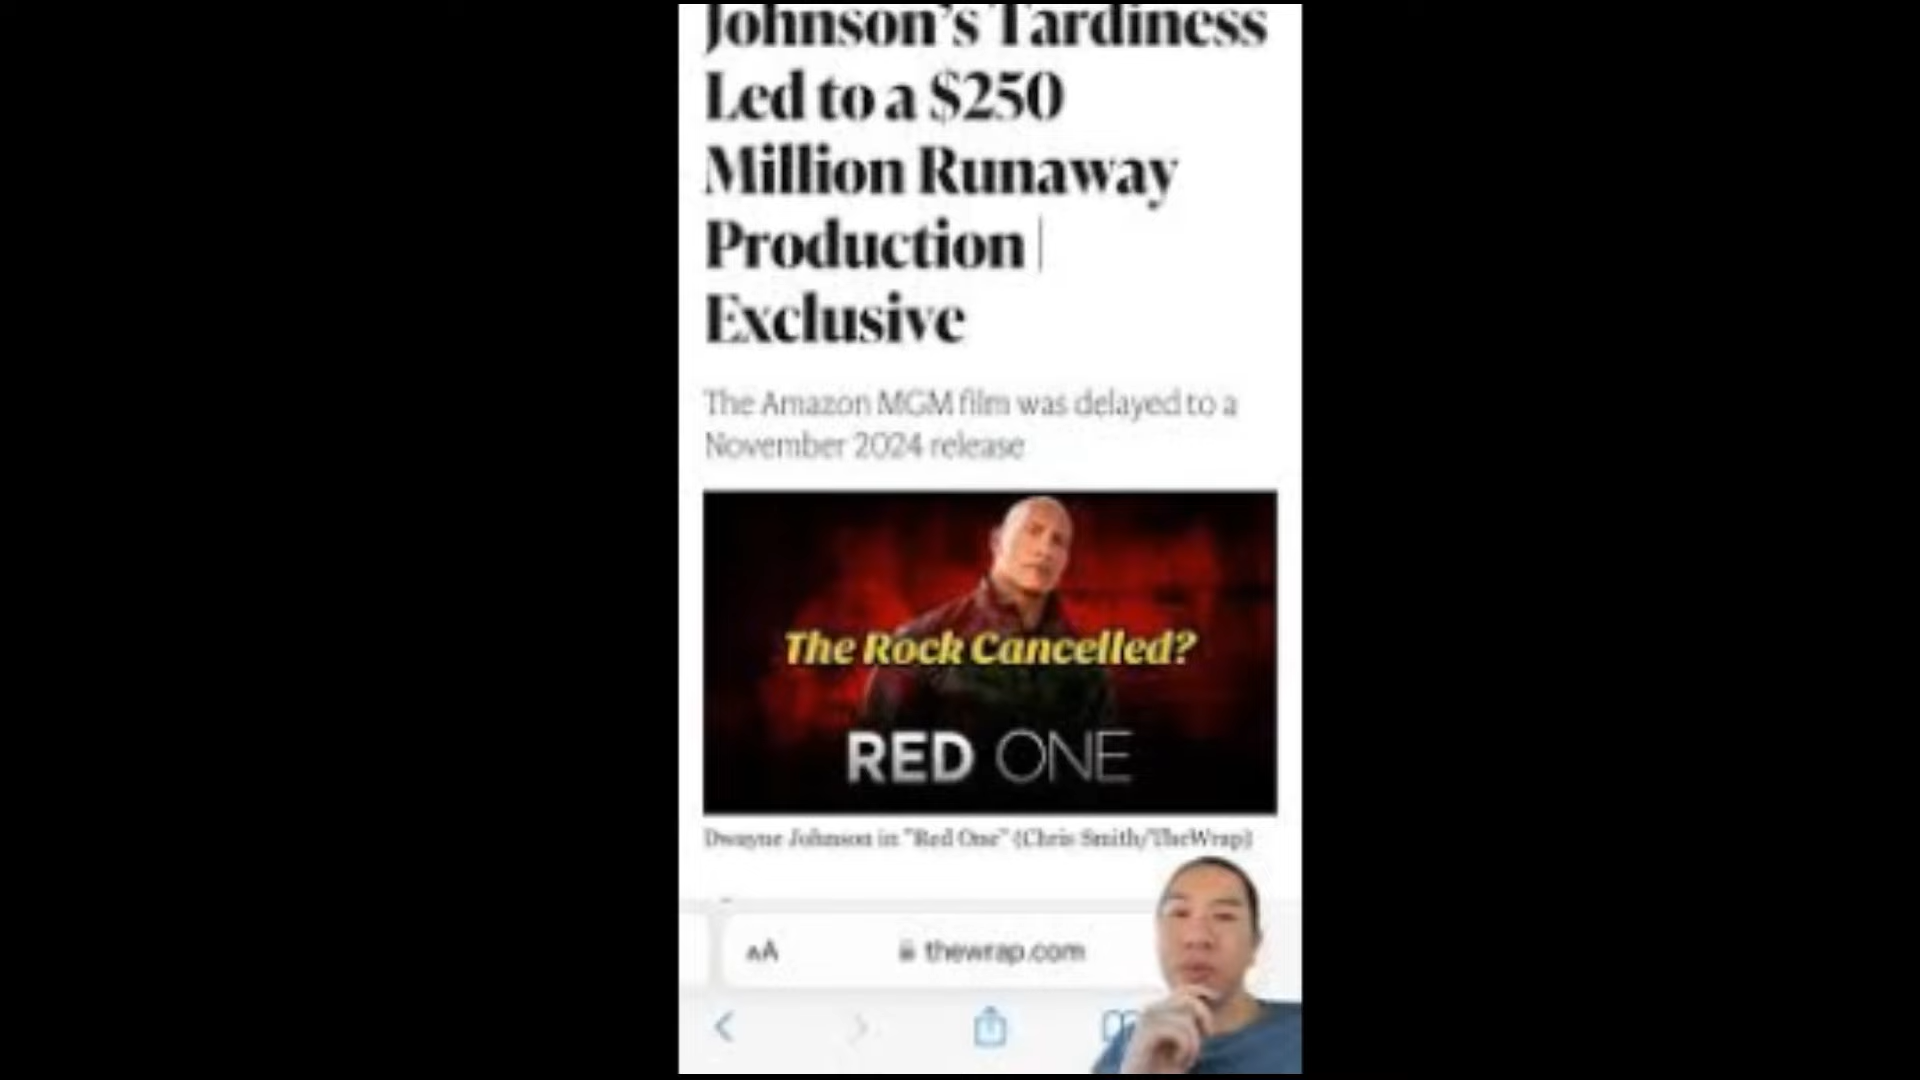 Johnson's Tardiness
Led to a $250
Million Runaway
Production |
Exclusive
The Amazon MGM film was delayed to a
November 2024 release
The Rock Cancelled?
RED ONE
Dwayne Johnson in "Red One" (Chris Smith/TheWrap)
AA
thewrap.com